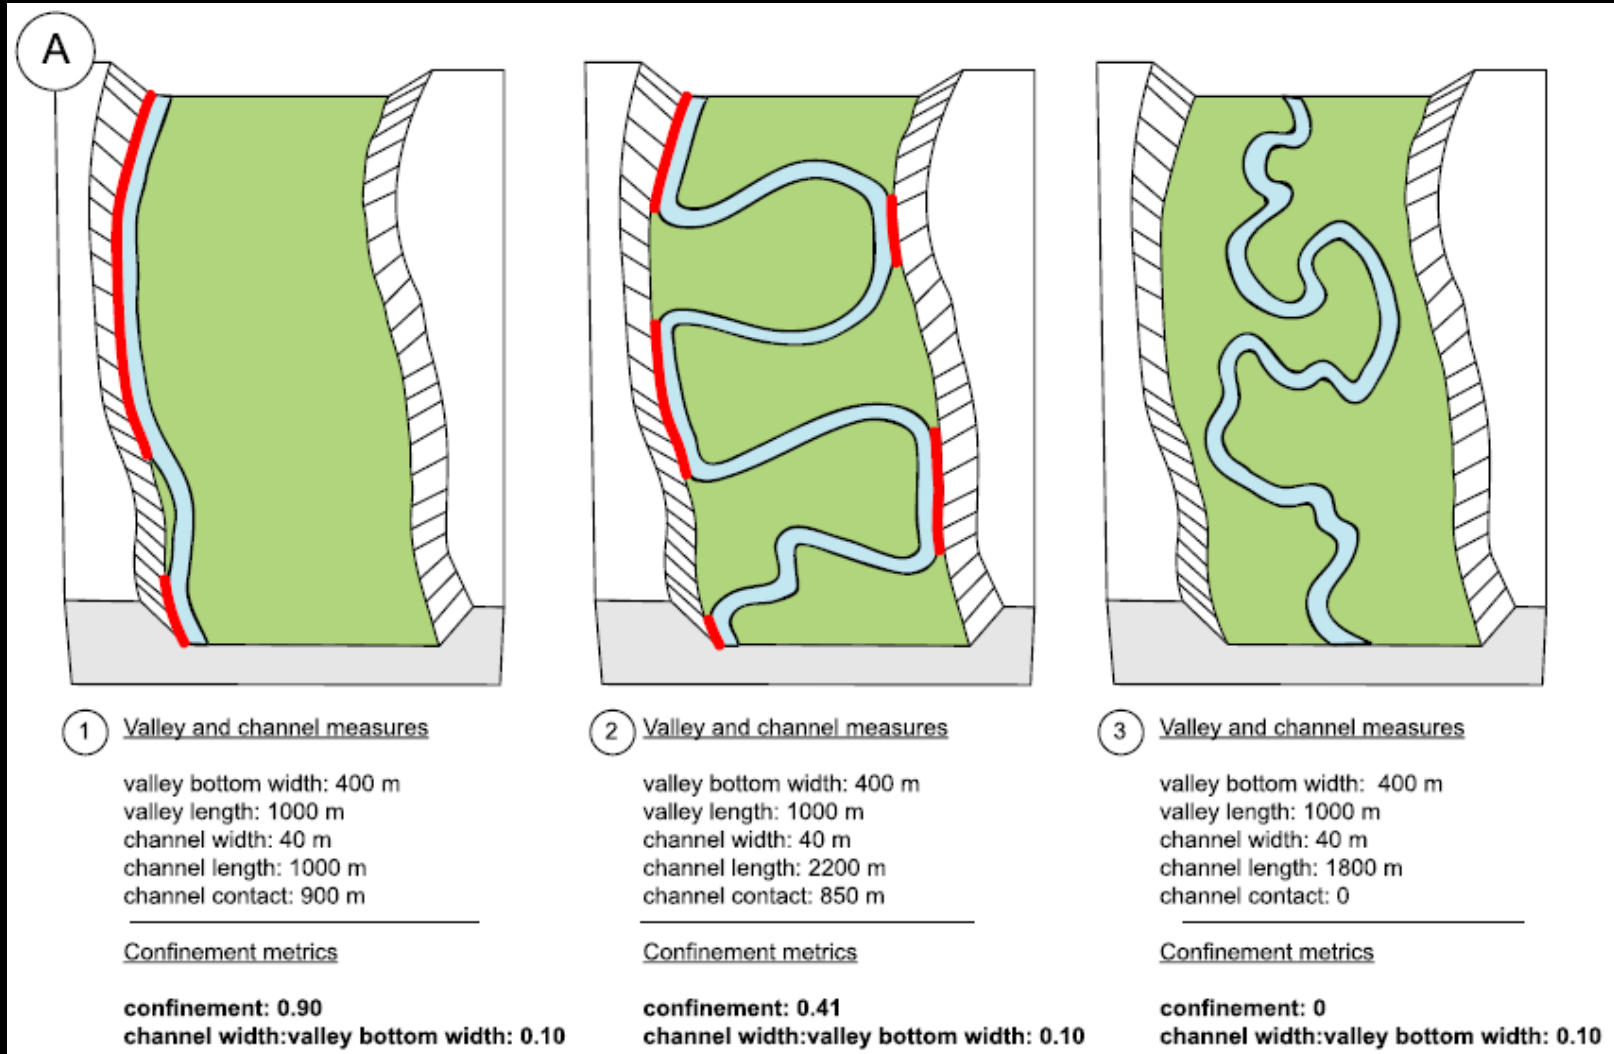 A
1 Valley and channel measures
valley bottom width: 400 m
valley length: 1000 m
channel width: 40 m
channel length: 1000 m
channel contact: 900 m
Confinement metrics
confinement: 0.90
channel width:valley bottom width: 0.10
2 Valley and channel measures
valley bottom width: 400 m
valley length: 1000 m
channel width: 40 m
channel length: 2200 m
channel contact: 850 m
Confinement metrics
confinement: 0.41
channel width:valley bottom width: 0.10
3 Valley and channel measures
valley bottom width: 400 m
valley length: 1000 m
channel width: 40 m
channel length: 1800 m
channel contact: 0
Confinement metrics
confinement: 0
channel width:valley bottom width: 0.10